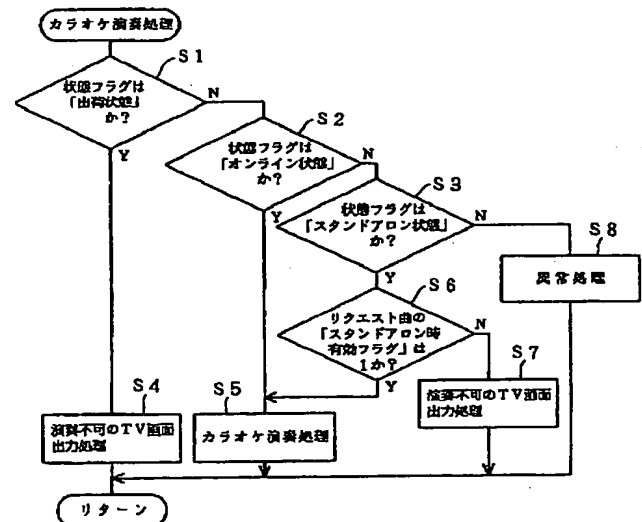 カラオケ演奏処理
S1
状態フラグは
「出荷状態」
か?
N
Y
S2
状態フラグは
「オンライン状態」
か?
N
Y
S3
状態フラグは
「スタンドアロン状態」
か?
N
Y
S8
異常処理
S6
リクエスト曲の
「スタンドアロン時
有効フラグ」は
1か?
N
Y
S7
演奏不可のTV画面
出力処理
S4
演奏不可のTV画面
出力処理
S5
カラオケ演奏処理
リターン